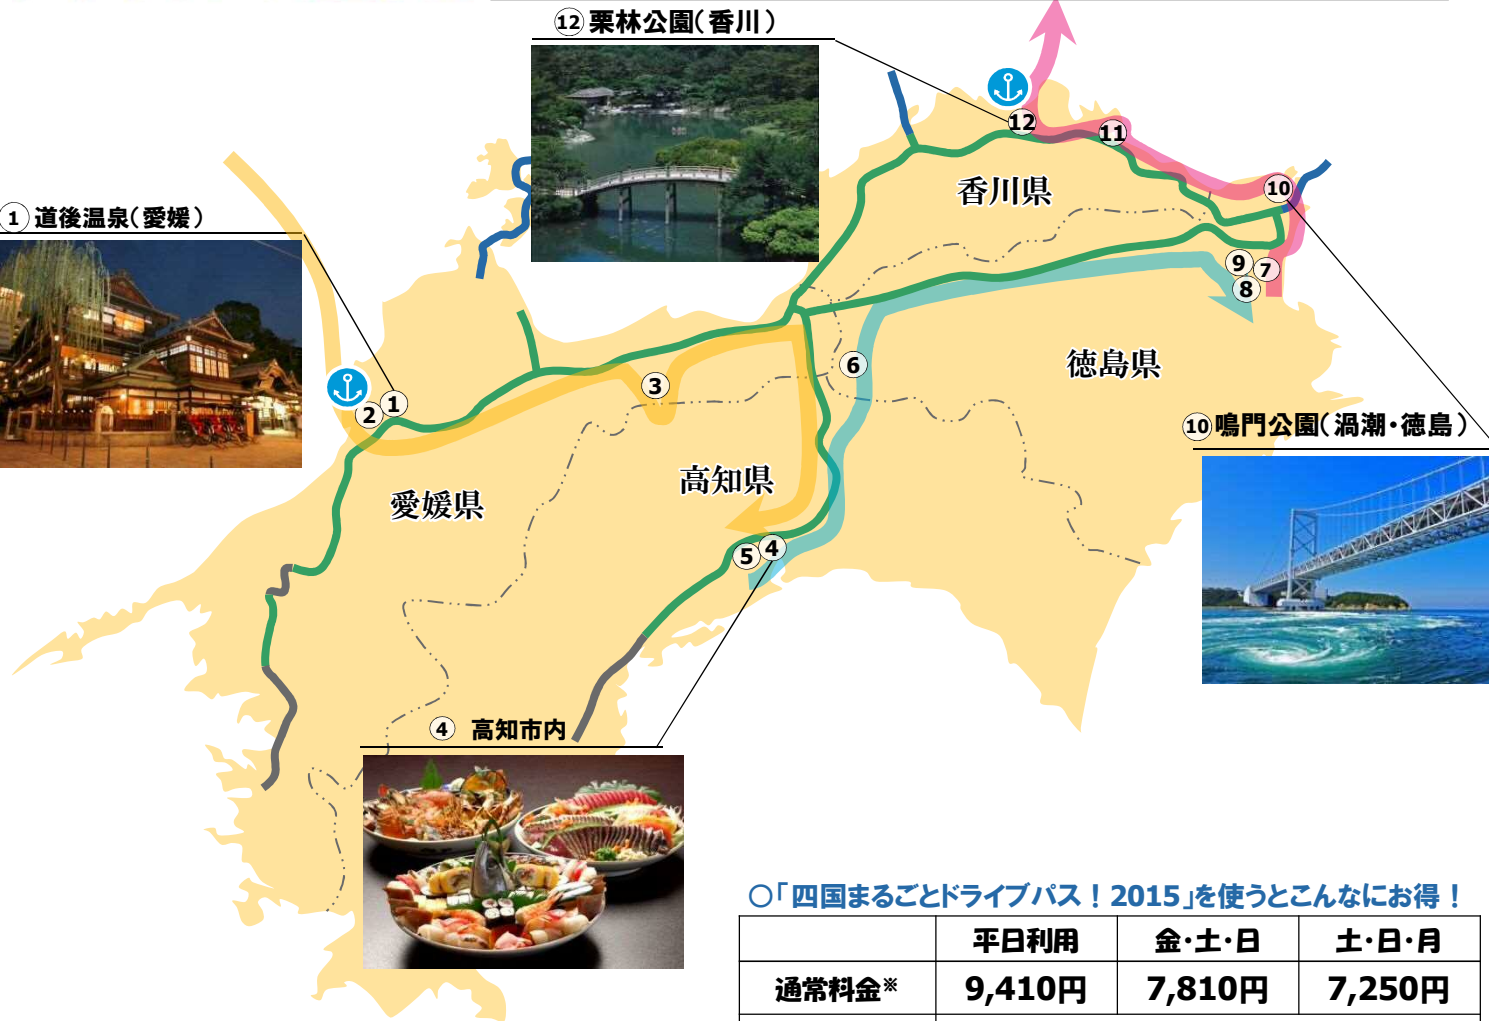 ⑫ 栗林公園(香川)
⑫
⑪
香川県
⑩
① 道後温泉(愛媛)
⑨ ⑦
⑧
⑥
徳島県
③
① 
②
⑩ 鳴門公園(渦潮・徳島)
高知県
愛媛県
⑤ ④
④ 高知市内
○「四国まるごとドライブパス!2015」を使うとこんなにお得!
平日利用 金・土・日 土・日・月
通常料金※ 9,410円 7,810円 7,250円